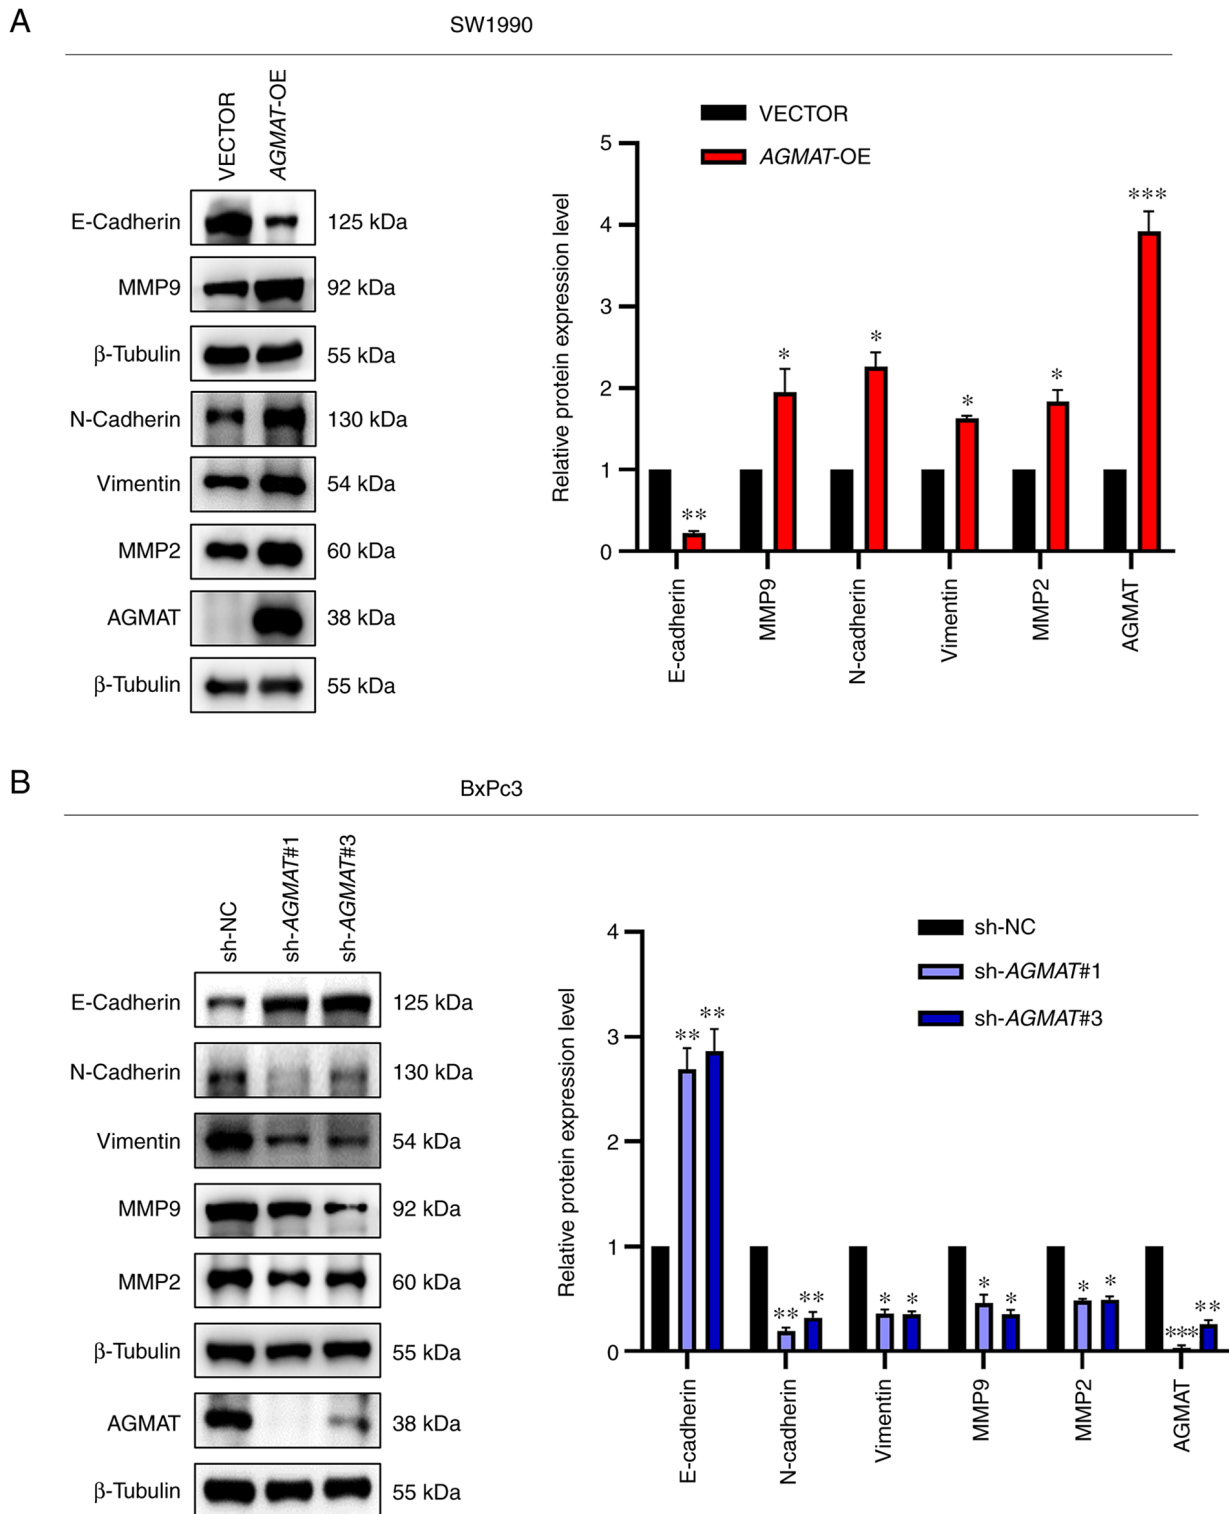 A
SW1990
VECTOR
AGMAT-OE
E-Cadherin 125 kDa
MMP9 92 kDa
β-Tubulin 55 kDa
N-Cadherin 130 kDa
Vimentin 54 kDa
MMP2 60 kDa
AGMAT 38 kDa
β-Tubulin 55 kDa
VECTOR
AGMAT-OE
Relative protein expression level
5
4
3
2
1
0
**
*
*
*
*
***
E-cadherin
MMP9
N-cadherin
Vimentin
MMP2
AGMAT
B
BxPc3
sh-NC
sh-AGMAT#1
sh-AGMAT#3
E-Cadherin 125 kDa
N-Cadherin 130 kDa
Vimentin 54 kDa
MMP9 92 kDa
MMP2 60 kDa
β-Tubulin 55 kDa
AGMAT 38 kDa
β-Tubulin 55 kDa
sh-NC
sh-AGMAT#1
sh-AGMAT#3
Relative protein expression level
4
3
2
1
0
** **
** **
* *
* *
* *
*** **
E-cadherin
N-cadherin
Vimentin
MMP9
MMP2
AGMAT